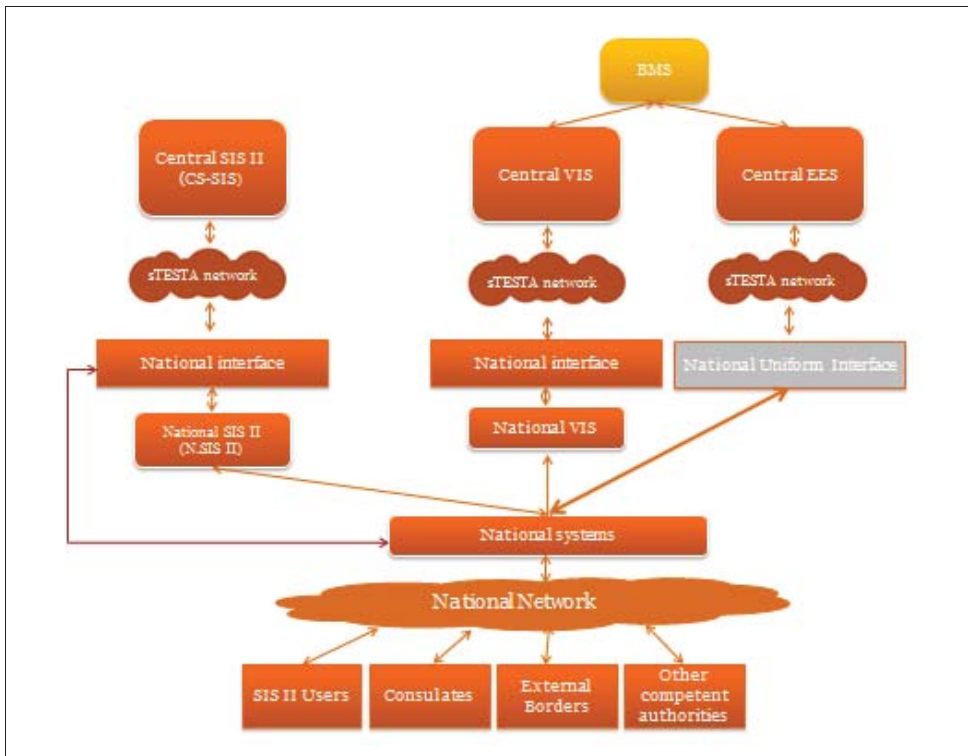 BMS
Central SIS II
(CS-SIS)
Central VIS
Central EES
sTESTA network
sTESTA network
sTESTA network
National interface
National interface
National Uniform Interface
National SIS II
(N.SIS II)
National VIS
National systems
National Network
SIS II Users
Consulates
External
Borders
Other
competent
authorities